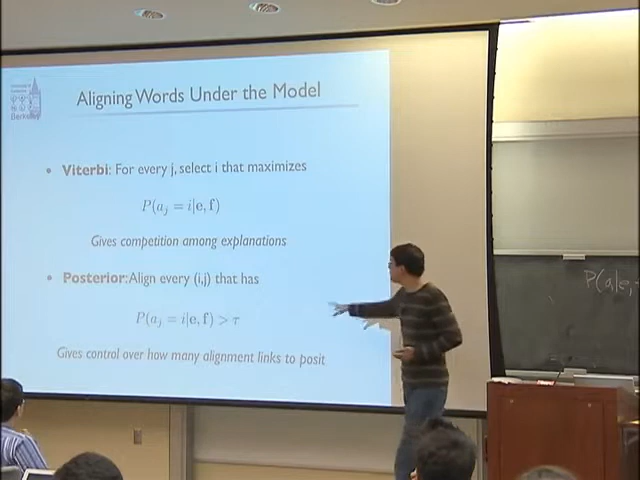 Berkeley
Aligning Words Under the Model
• Viterbi: For every j, select i that maximizes
P(a_j = i|e, f)
Gives competition among explanations
• Posterior: Align every (i,j) that has
P(a_j = i|e, f) > τ
Gives control over how many alignment links to posit
P(a|e,